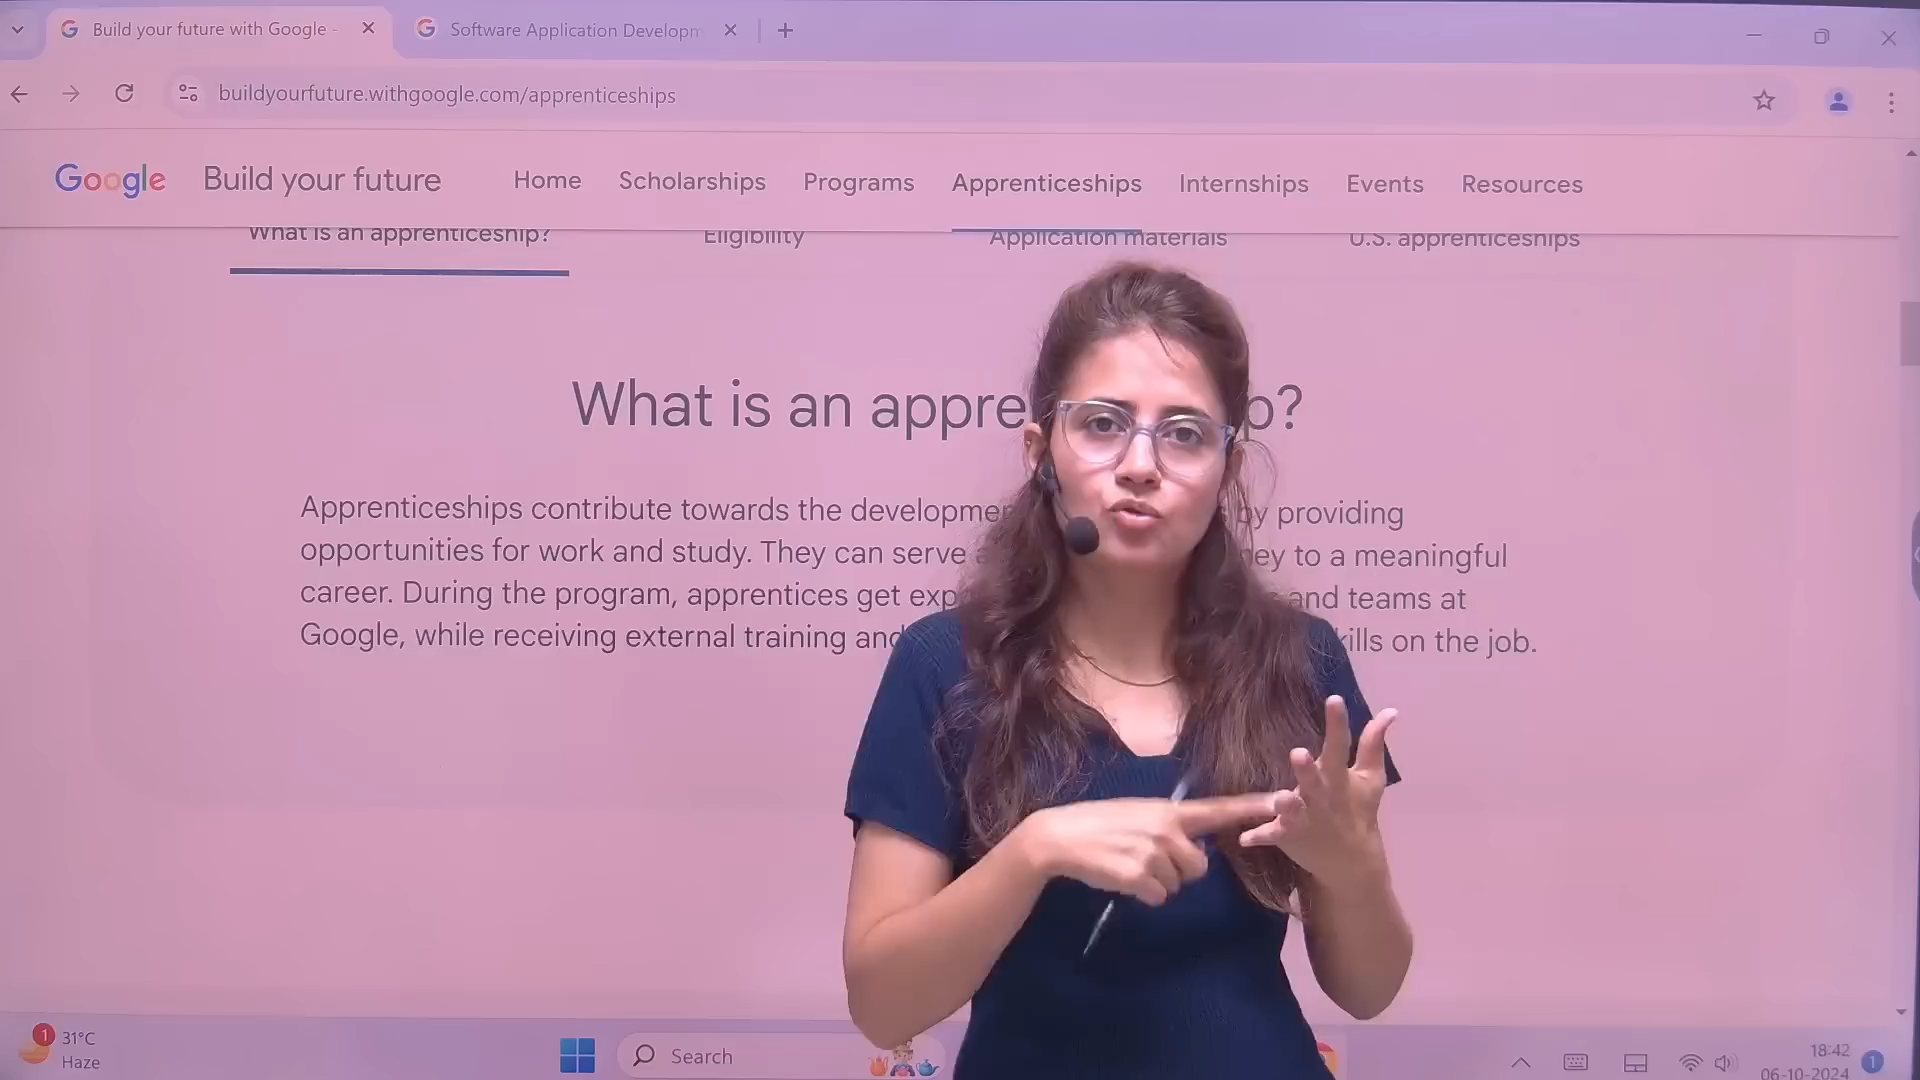 Build your future with Google -
Software Application Developm
buildyourfuture.withgoogle.com/apprenticeships
Google Build your future Home Scholarships Programs Apprenticeships Internships Events Resources
What is an apprenticeship? Eligibility Application materials U.S. apprenticeships
What is an appre p?
Apprenticeships contribute towards the developmen by providing
opportunities for work and study. They can serve a ney to a meaningful
career. During the program, apprentices get exp and teams at
Google, while receiving external training and kills on the job.
1 31°C
Haze
Search
18:42
06-10-2024
1